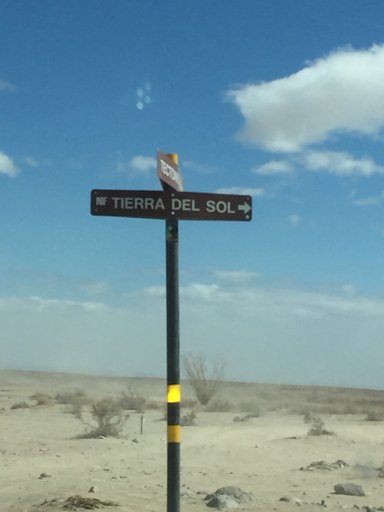 NF TIERRA DEL SOL →